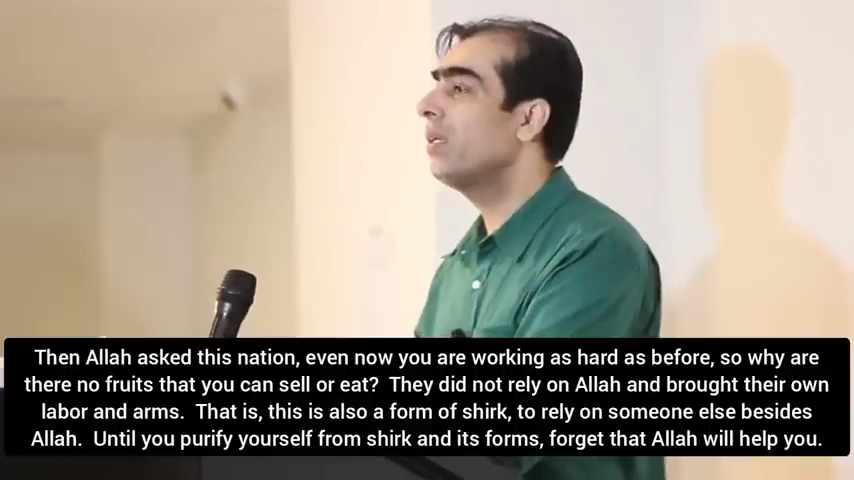 Then Allah asked this nation, even now you are working as hard as before, so why are
there no fruits that you can sell or eat?  They did not rely on Allah and brought their own
labor and arms.  That is, this is also a form of shirk, to rely on someone else besides
Allah.  Until you purify yourself from shirk and its forms, forget that Allah will help you.